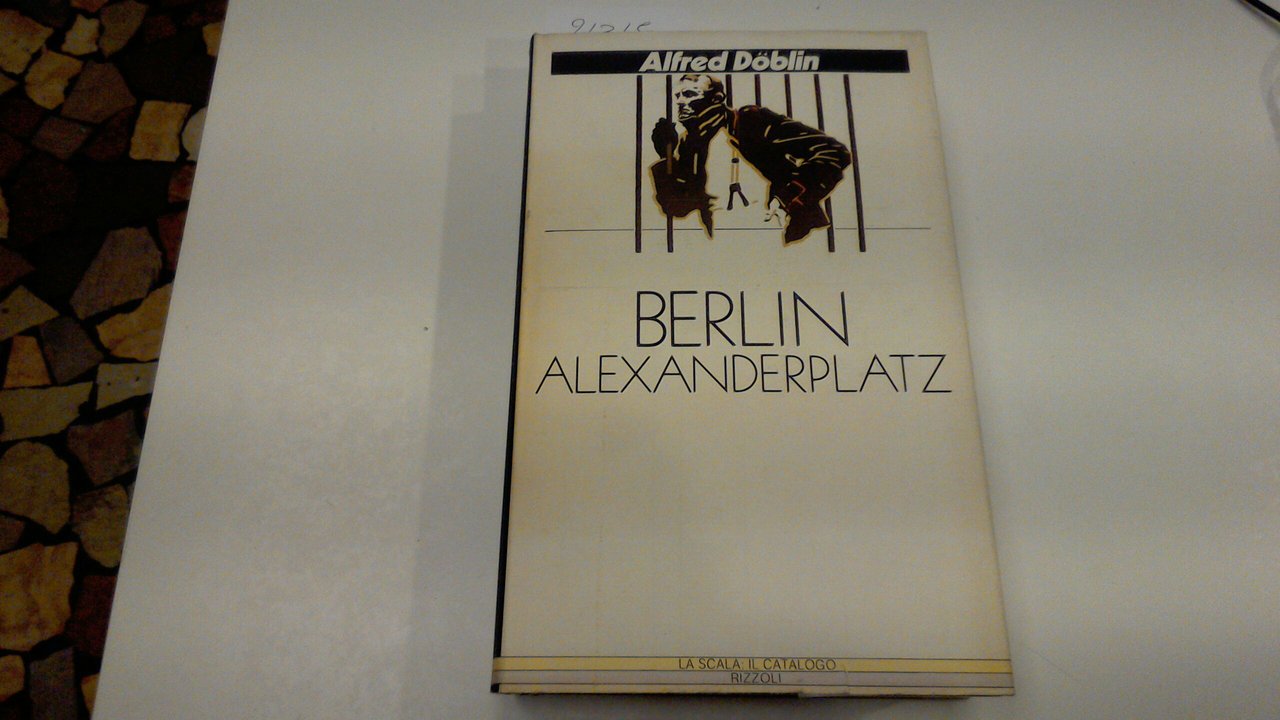 Alfred Döblin
BERLIN
ALEXANDERPLATZ
LA SCALA: IL CATALOGO
RIZZOLI